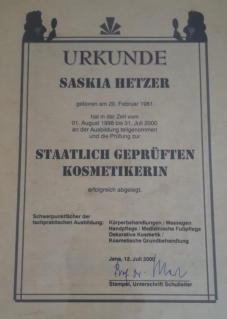 URKUNDE
SASKIA HETZER
geboren am 20. Februar 1981
hat in der Zeit vom
01. August 1998 bis 31. Juli 2000
an der Ausbildung teilgenommen
und die Prüfung zur
STAATLICH GEPRÜFTEN
KOSMETIKERIN
erfolgreich abgelegt.
Schwerpunktfächer der
fachpraktischen Ausbildung:
Körperbehandlungen / Massagen
Handpflege / Medizinische Fußpflege
Dekorative Kosmetik /
Kosmetische Grundbehandlung
Jena, 12. Juli 2000
Stempel, Unterschrift Schulleiter